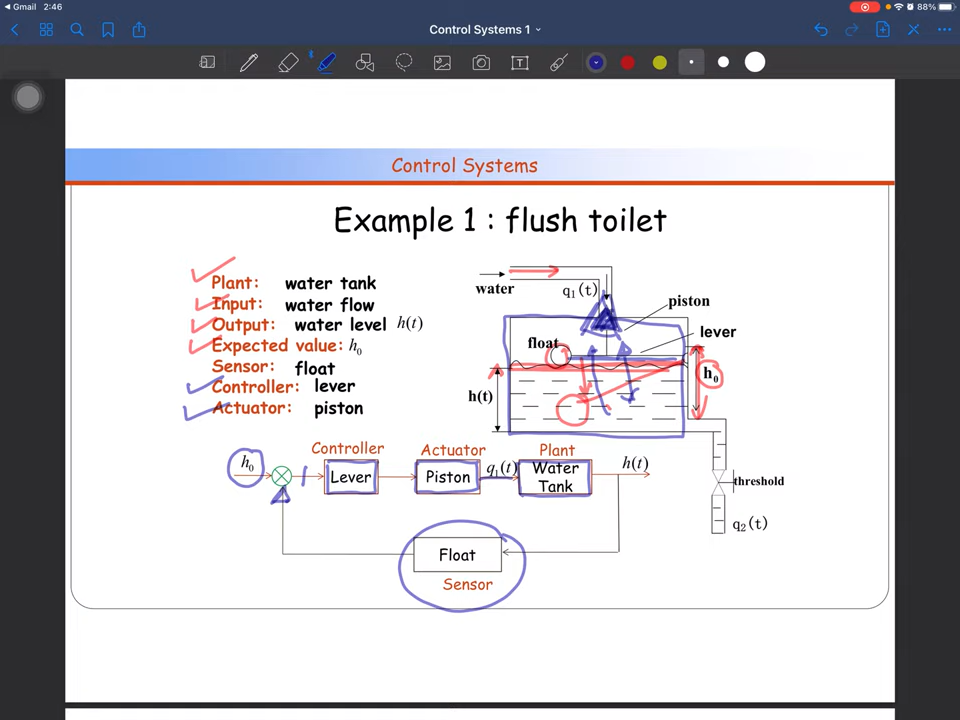 Gmail 2:46
88%
Control Systems 1
T
Control Systems
Example 1 : flush toilet
Plant: water tank
Input: water flow
Output: water level h(t)
Expected value: h₀
Sensor: float
Controller: lever
Actuator: piston
water
q₁(t)
piston
lever
float
h₀
h(t)
threshold
q₂(t)
Controller
Actuator
Plant
h₀
Lever
Piston
q₁(t)
Water
Tank
h(t)
Float
Sensor